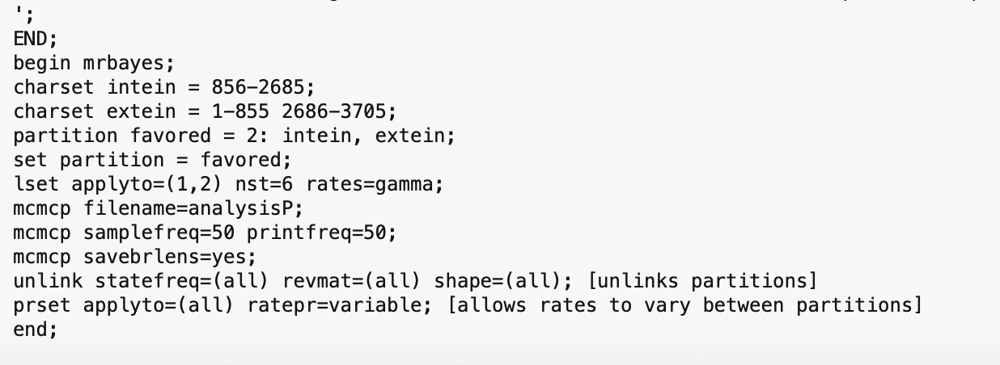 ';
END;
begin mrbayes;
charset intein = 856-2685;
charset extein = 1-855 2686-3705;
partition favored = 2: intein, extein;
set partition = favored;
lset applyto=(1,2) nst=6 rates=gamma;
mcmcp filename=analysisP;
mcmcp samplefreq=50 printfreq=50;
mcmcp savebrlens=yes;
unlink statefreq=(all) revmat=(all) shape=(all); [unlinks partitions]
prset applyto=(all) ratepr=variable; [allows rates to vary between partitions]
end;